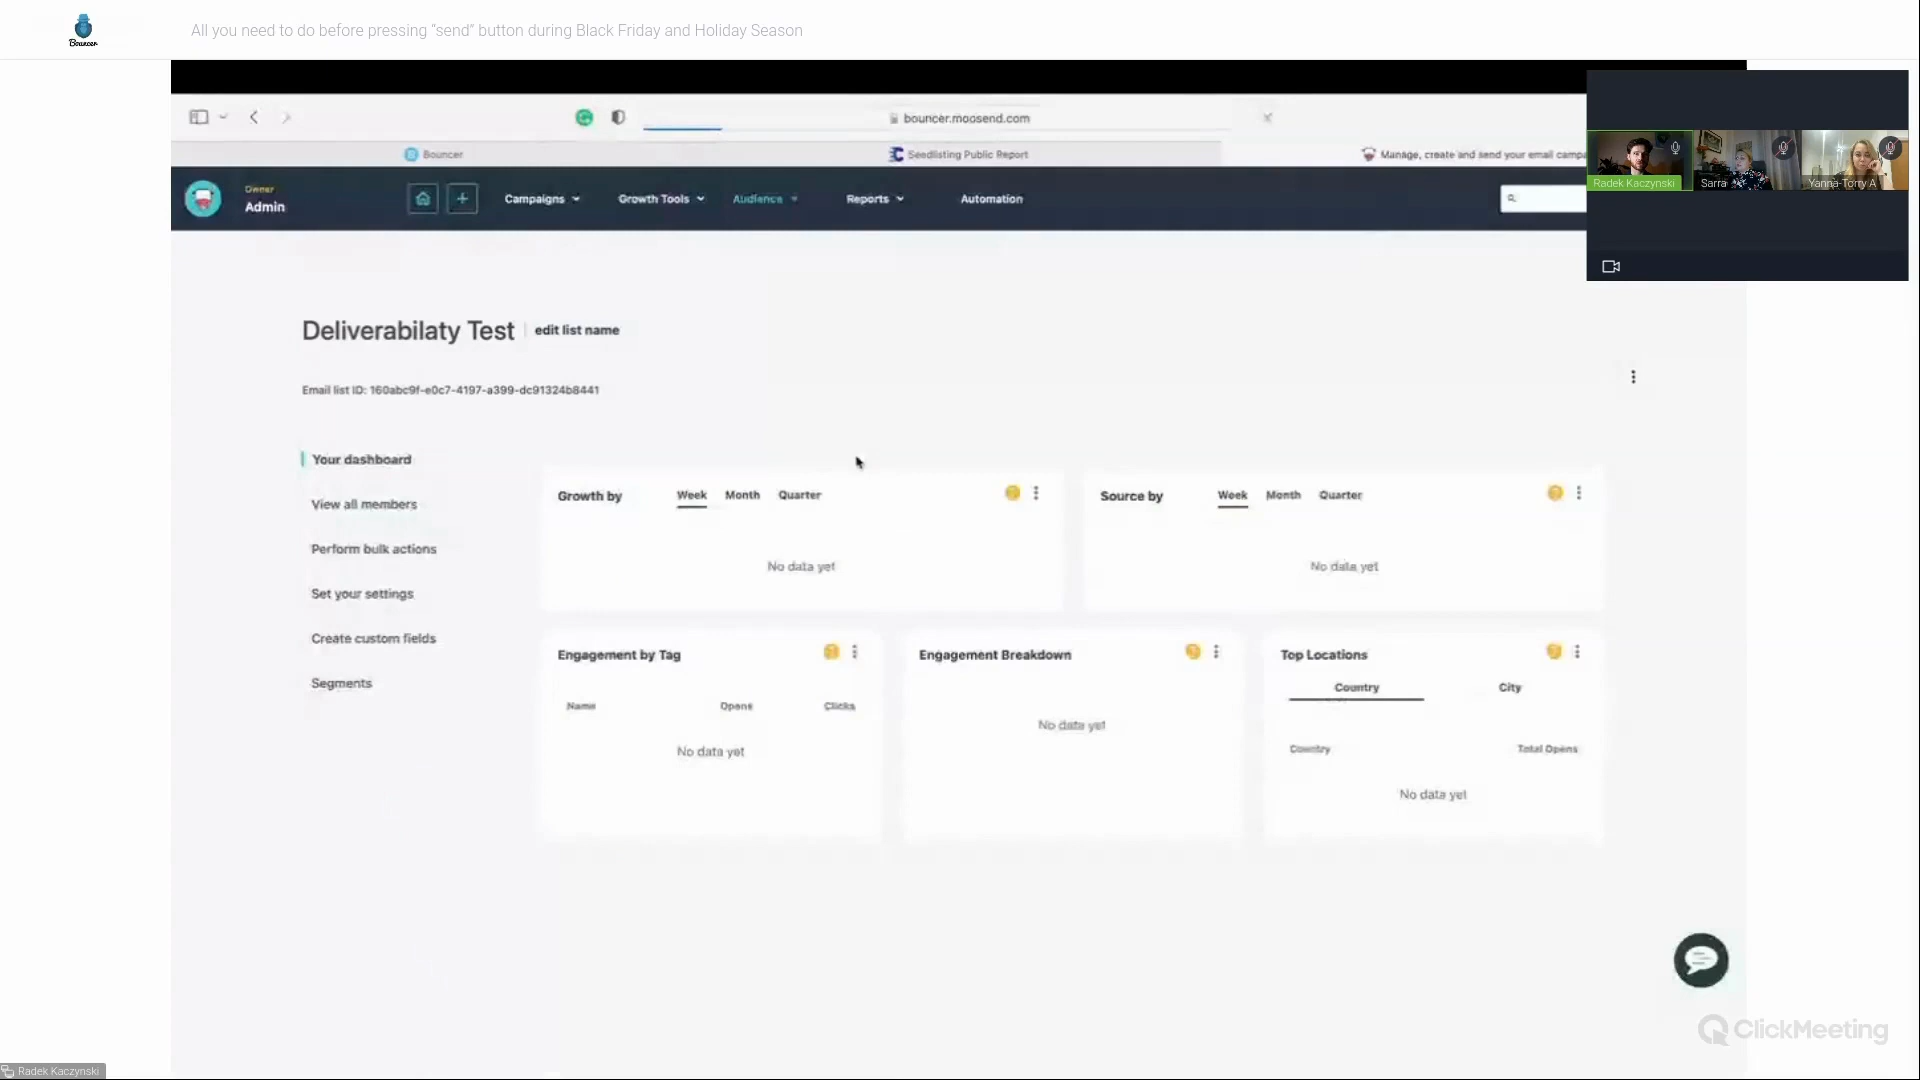 Bouncer
All you need to do before pressing “send” button during Black Friday and Holiday Season
bouncer.moosend.com
Bouncer
Seedlisting Public Report
Manage, create and send your email campa
Radek Kaczynski
Sarra
Yanna-Torry A
Owner
Admin
Campaigns
Growth Tools
Audience
Reports
Automation
Deliverabilaty Test
edit list name
Email list ID: 160abc9f-e0c7-4197-a399-dc91324b8441
Your dashboard
View all members
Perform bulk actions
Set your settings
Create custom fields
Segments
Growth by
Week
Month
Quarter
No data yet
Source by
Week
Month
Quarter
No data yet
Engagement by Tag
Name
Opens
Clicks
No data yet
Engagement Breakdown
No data yet
Top Locations
Country
City
Country
Total Opens
No data yet
ClickMeeting
Radek Kaczynski